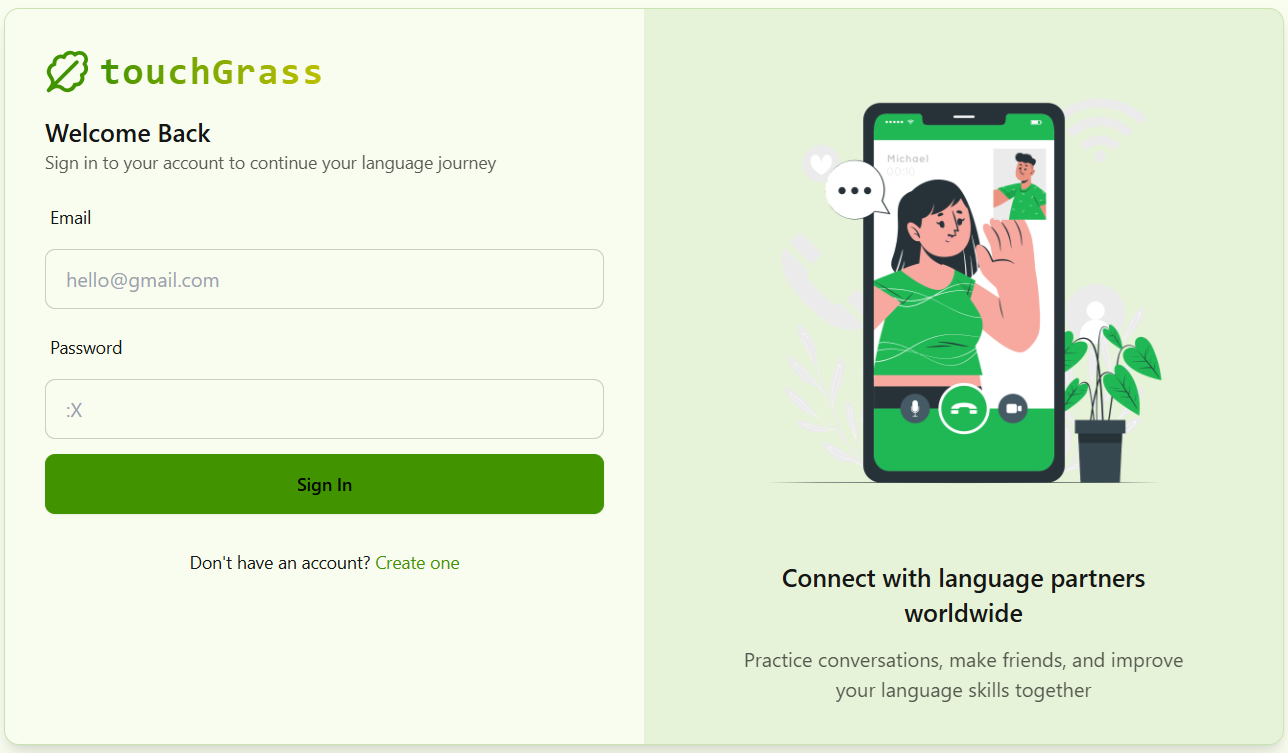 touchGrass
Welcome Back
Sign in to your account to continue your language journey
Email
hello@gmail.com
Password
:X
Sign In
Don't have an account? Create one
Michael
00:10
Connect with language partners
worldwide
Practice conversations, make friends, and improve
your language skills together